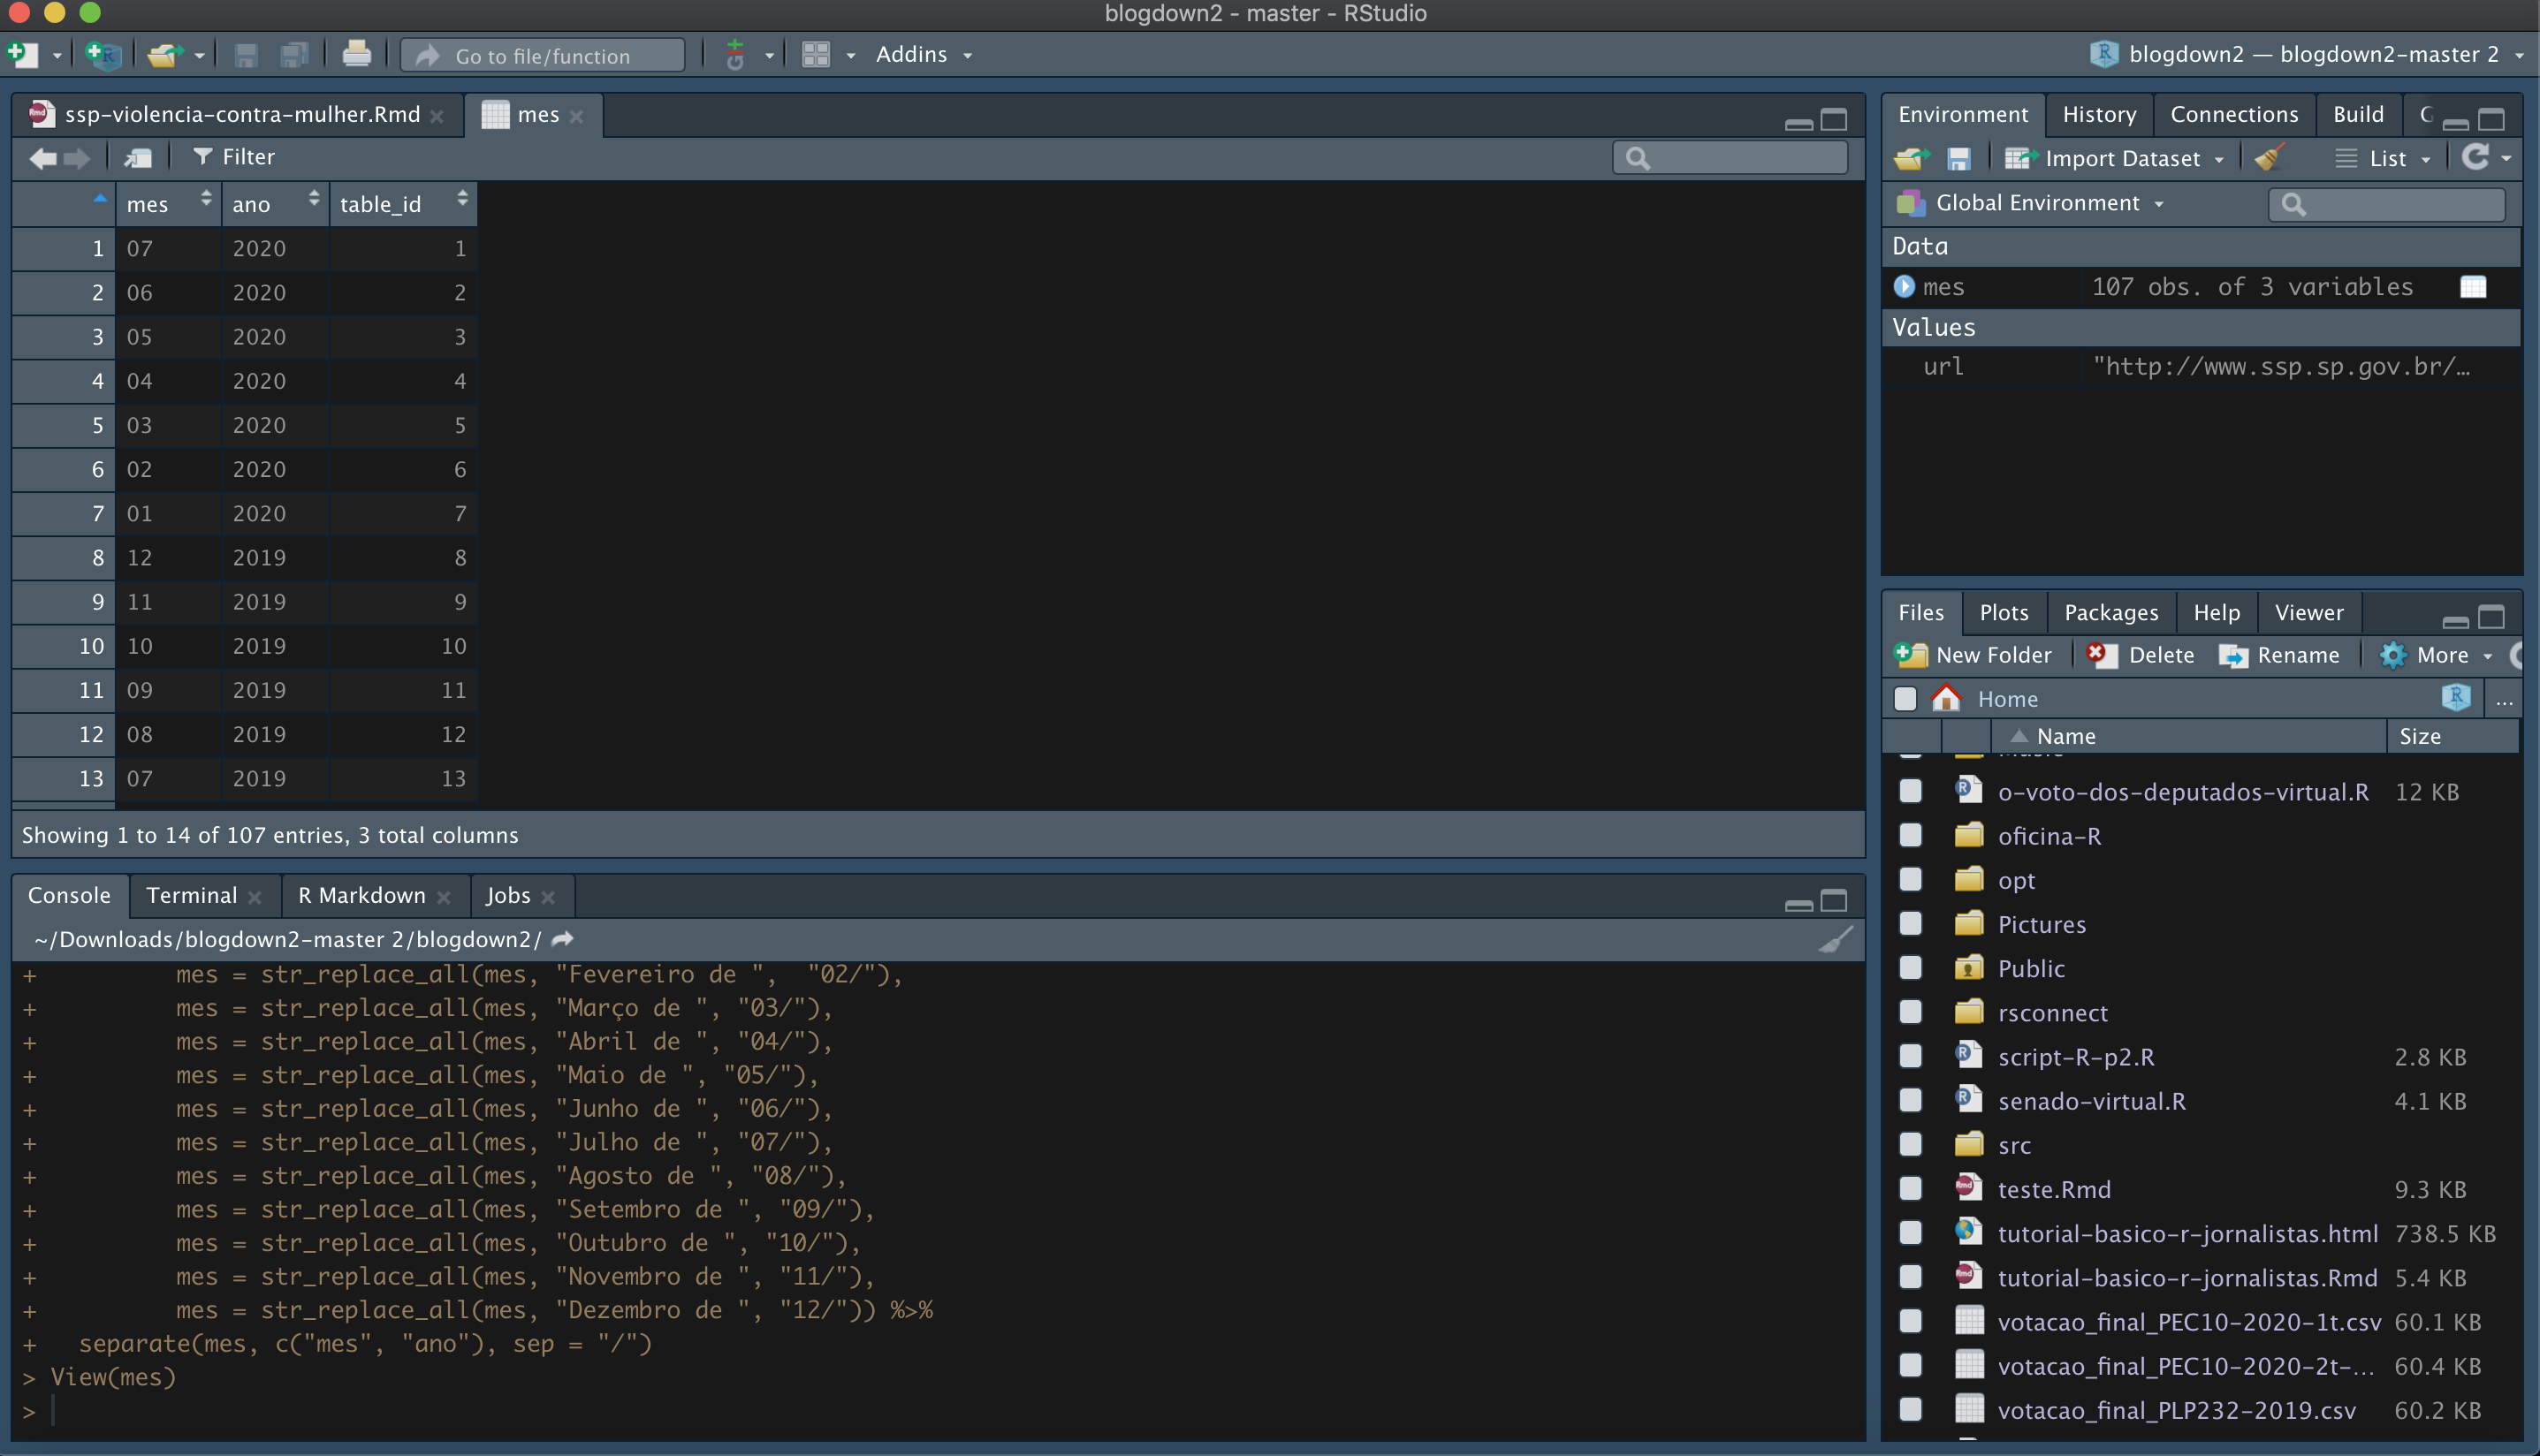 blogdown2 - master - RStudio
Go to file/function
Addins
blogdown2 — blogdown2-master 2
ssp-violencia-contra-mulher.Rmd
mes
Filter
mes ano table_id
1 07 2020 1
2 06 2020 2
3 05 2020 3
4 04 2020 4
5 03 2020 5
6 02 2020 6
7 01 2020 7
8 12 2019 8
9 11 2019 9
10 10 2019 10
11 09 2019 11
12 08 2019 12
13 07 2019 13
Showing 1 to 14 of 107 entries, 3 total columns
Console Terminal R Markdown Jobs
~/Downloads/blogdown2-master 2/blogdown2/
+ mes = str_replace_all(mes, "Fevereiro de ", "02/"),
+ mes = str_replace_all(mes, "Março de ", "03/"),
+ mes = str_replace_all(mes, "Abril de ", "04/"),
+ mes = str_replace_all(mes, "Maio de ", "05/"),
+ mes = str_replace_all(mes, "Junho de ", "06/"),
+ mes = str_replace_all(mes, "Julho de ", "07/"),
+ mes = str_replace_all(mes, "Agosto de ", "08/"),
+ mes = str_replace_all(mes, "Setembro de ", "09/"),
+ mes = str_replace_all(mes, "Outubro de ", "10/"),
+ mes = str_replace_all(mes, "Novembro de ", "11/"),
+ mes = str_replace_all(mes, "Dezembro de ", "12/")) %>%
+ separate(mes, c("mes", "ano"), sep = "/")
> View(mes)
>
Environment History Connections Build
Import Dataset List
Global Environment
Data
mes 107 obs. of 3 variables
Values
url "http://www.ssp.sp.gov.br/…
Files Plots Packages Help Viewer
New Folder Delete Rename More
Home ...
Name Size
o-voto-dos-deputados-virtual.R 12 KB
oficina-R
opt
Pictures
Public
rsconnect
script-R-p2.R 2.8 KB
senado-virtual.R 4.1 KB
src
teste.Rmd 9.3 KB
tutorial-basico-r-jornalistas.html 738.5 KB
tutorial-basico-r-jornalistas.Rmd 5.4 KB
votacao_final_PEC10-2020-1t.csv 60.1 KB
votacao_final_PEC10-2020-2t-... 60.4 KB
votacao_final_PLP232-2019.csv 60.2 KB